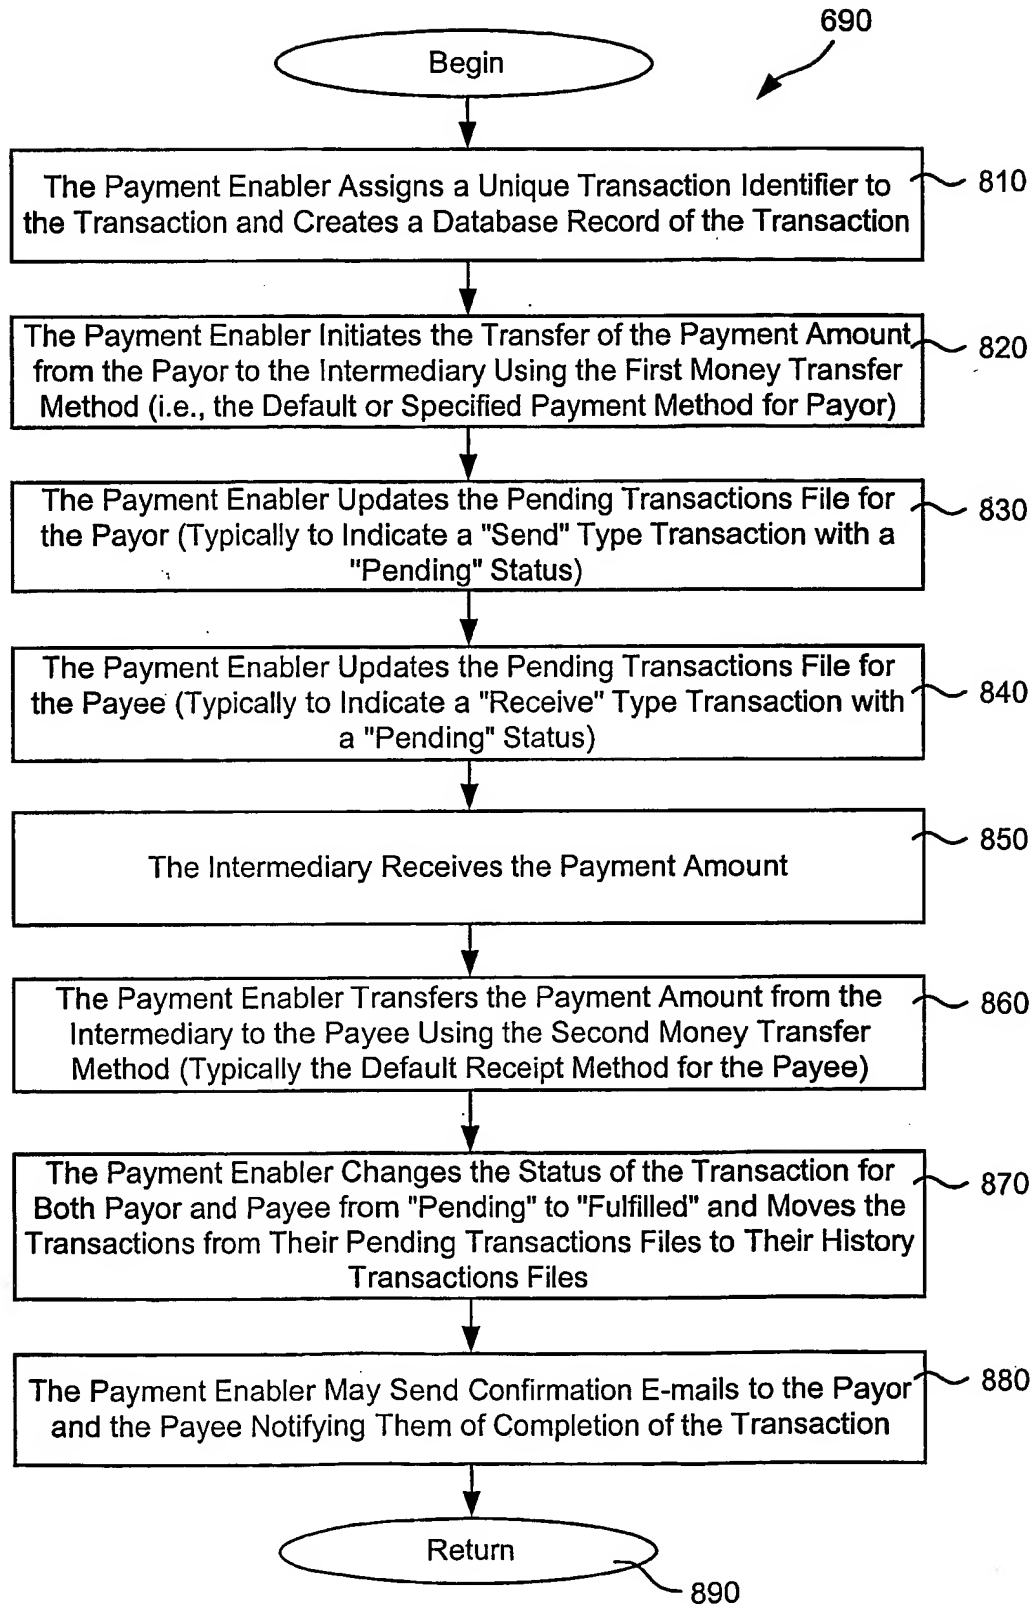 690
Begin
The Payment Enabler Assigns a Unique Transaction Identifier to
the Transaction and Creates a Database Record of the Transaction
810
The Payment Enabler Initiates the Transfer of the Payment Amount
from the Payor to the Intermediary Using the First Money Transfer
Method (i.e., the Default or Specified Payment Method for Payor)
820
The Payment Enabler Updates the Pending Transactions File for
the Payor (Typically to Indicate a "Send" Type Transaction with a
"Pending" Status)
830
The Payment Enabler Updates the Pending Transactions File for
the Payee (Typically to Indicate a "Receive" Type Transaction with
a "Pending" Status)
840
The Intermediary Receives the Payment Amount
850
The Payment Enabler Transfers the Payment Amount from the
Intermediary to the Payee Using the Second Money Transfer
Method (Typically the Default Receipt Method for the Payee)
860
The Payment Enabler Changes the Status of the Transaction for
Both Payor and Payee from "Pending" to "Fulfilled" and Moves the
Transactions from Their Pending Transactions Files to Their History
Transactions Files
870
The Payment Enabler May Send Confirmation E-mails to the Payor
and the Payee Notifying Them of Completion of the Transaction
880
Return
890